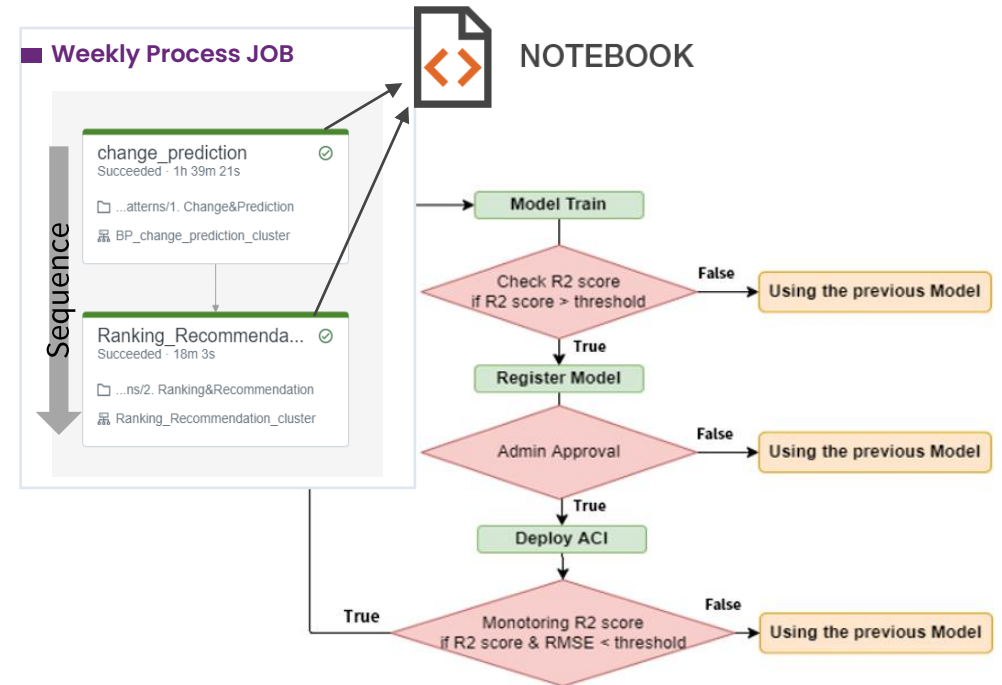 Weekly Process JOB
NOTEBOOK
Sequence
change_prediction
Succeeded · 1h 39m 21s
...atterns/1. Change&Prediction
BP_change_prediction_cluster
Ranking_Recommenda...
Succeeded · 18m 3s
...ns/2. Ranking&Recommendation
Ranking_Recommendation_cluster
Model Train
Check R2 score
if R2 score > threshold
False
Using the previous Model
True
Register Model
Admin Approval
False
Using the previous Model
True
Deploy ACI
Monotoring R2 score
if R2 score & RMSE < threshold
True
False
Using the previous Model